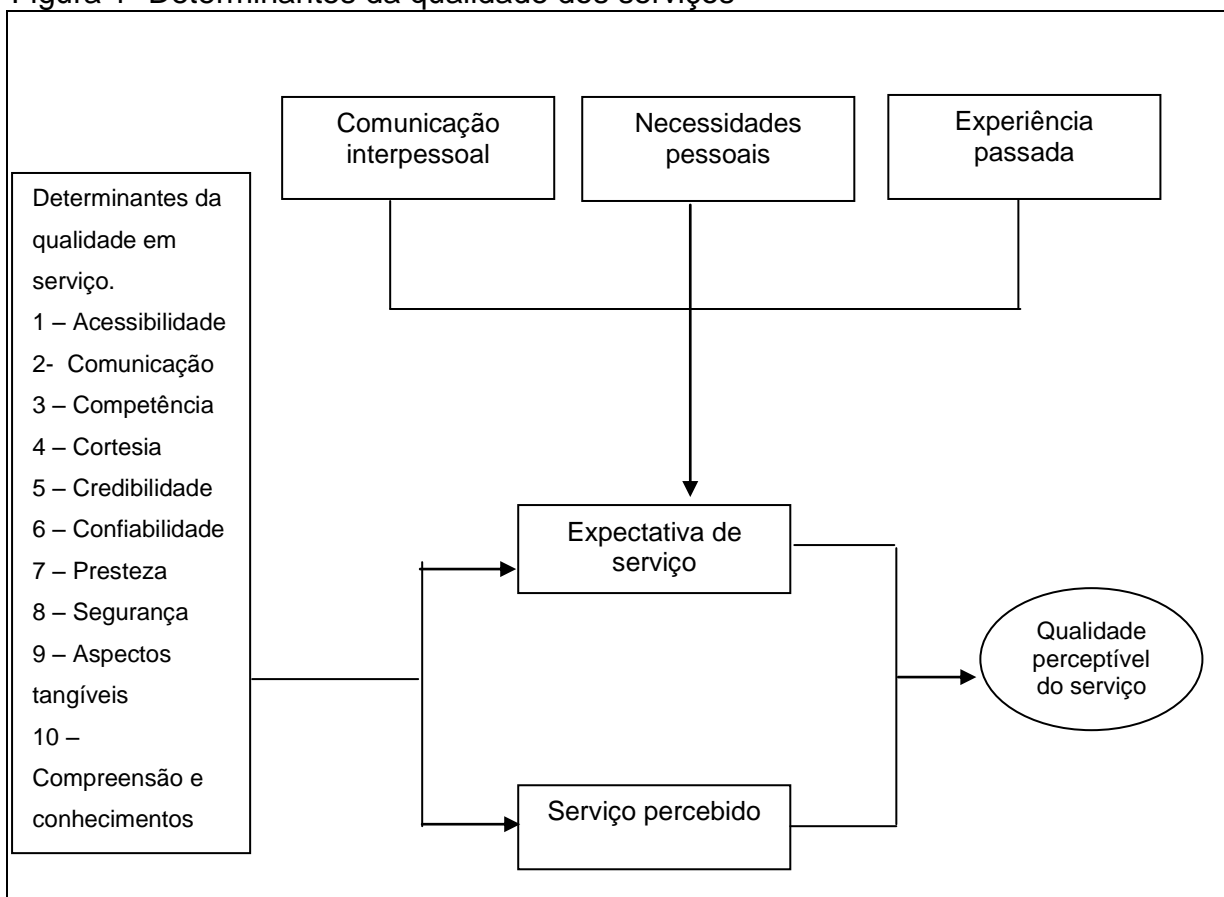 Figura 1- Determinantes da qualidade dos serviços
Comunicação
interpessoal
Necessidades
pessoais
Experiência
passada
Determinantes da
qualidade em
serviço.
1 – Acessibilidade
2-  Comunicação
3 – Competência
4 – Cortesia
5 – Credibilidade
6 – Confiabilidade
7 – Presteza
8 – Segurança
9 – Aspectos
tangíveis
10 –
Compreensão e
conhecimentos
Expectativa de
serviço
Serviço percebido
Qualidade
perceptível
do serviço